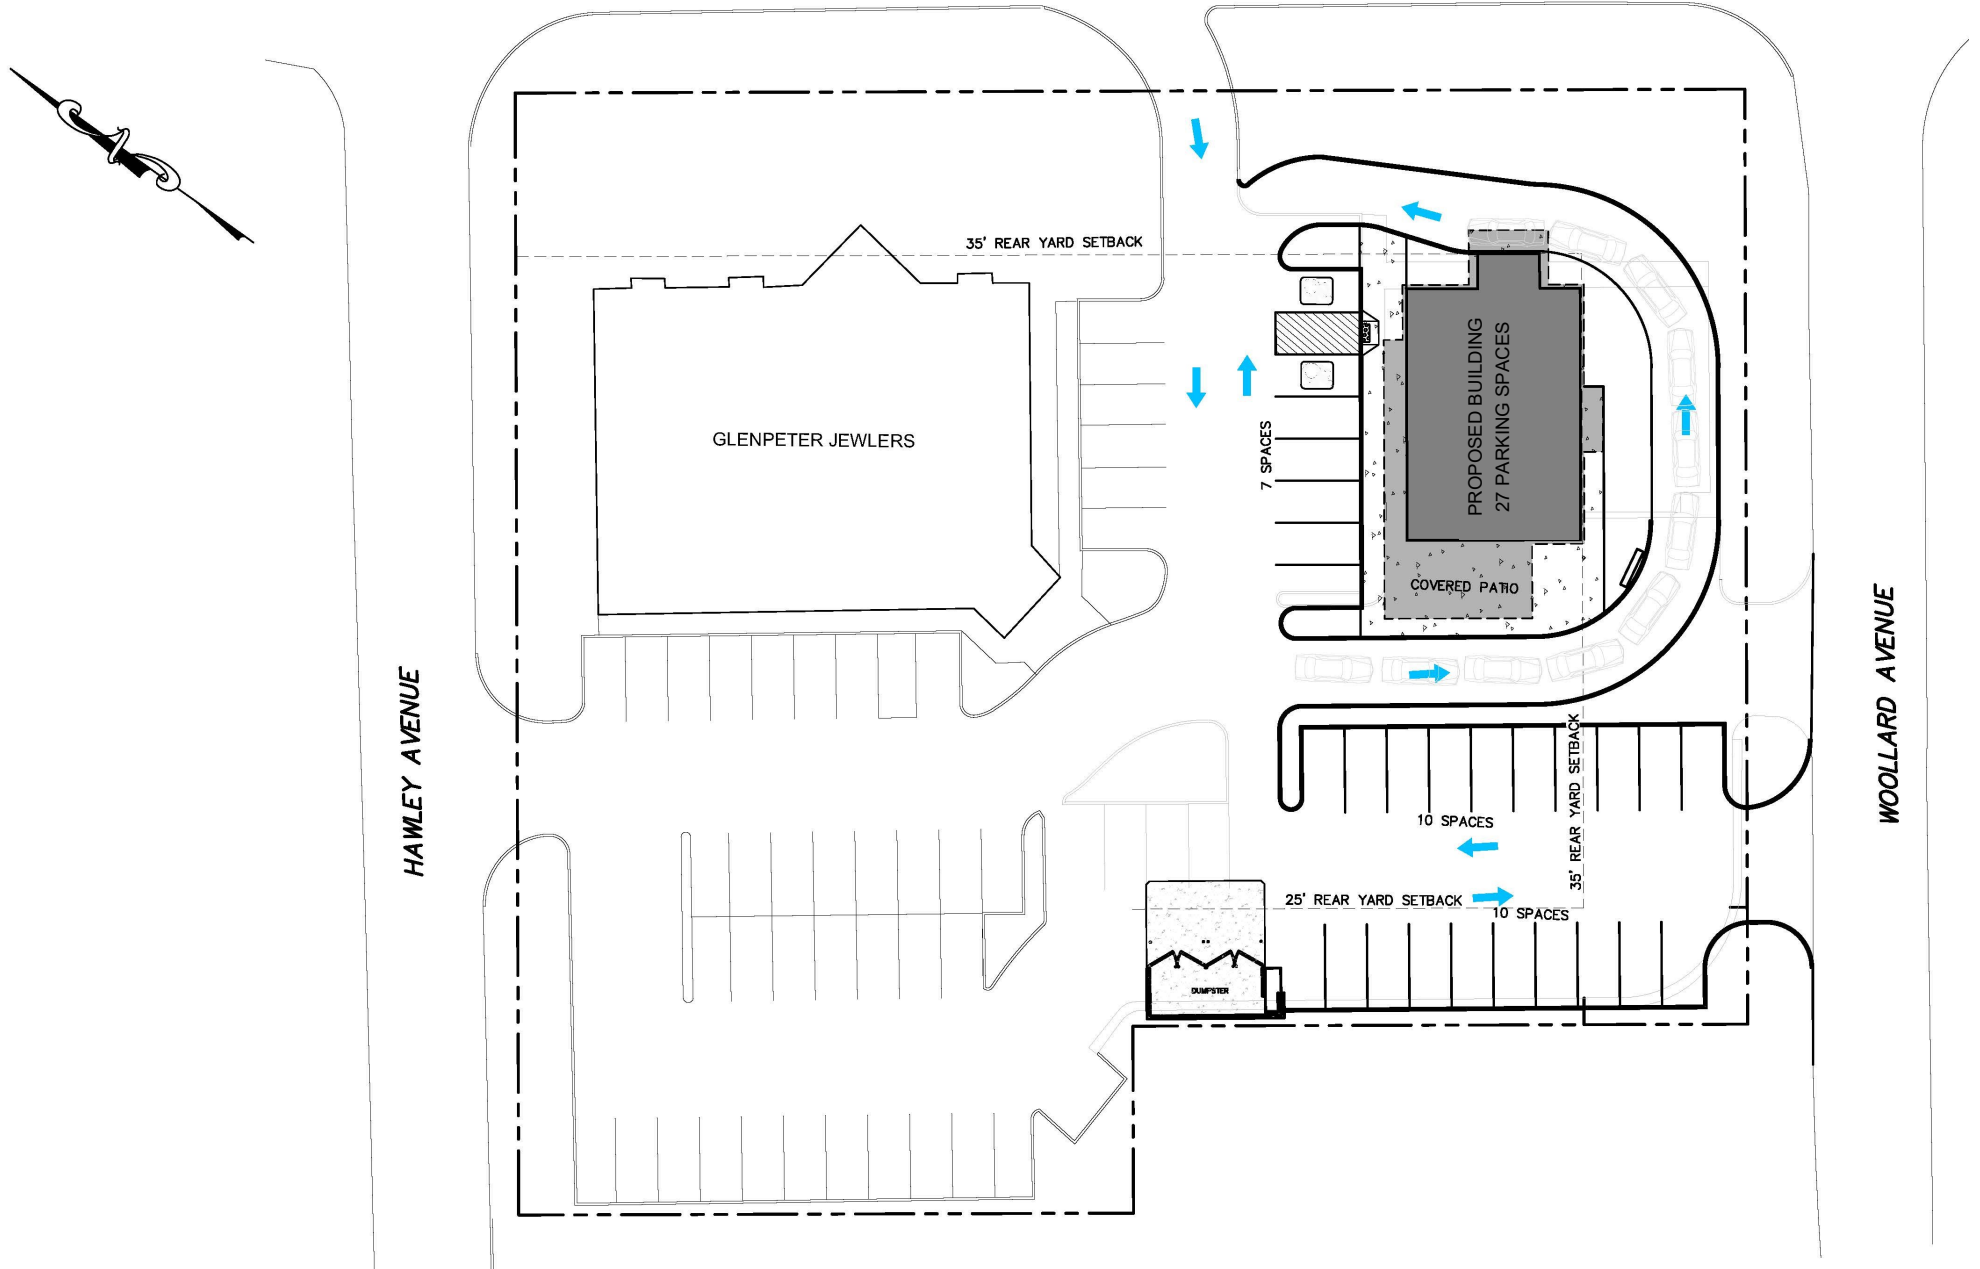 35' REAR YARD SETBACK
GLENPETER JEWLERS
7 SPACES
PROPOSED BUILDING
27 PARKING SPACES
COVERED PATIO
HAWLEY AVENUE
WOOLLARD AVENUE
35' REAR YARD SETBACK
10 SPACES
25' REAR YARD SETBACK
10 SPACES
DUMPSTER